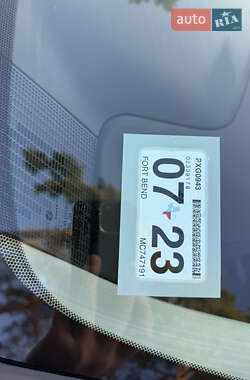 auto RIA
PXG0943
07 23
FORT BEND
MC747191